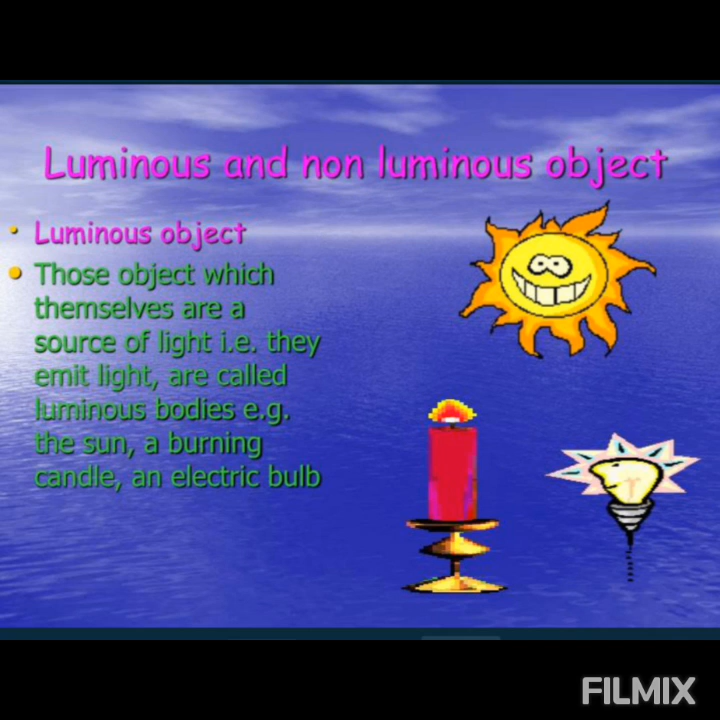 Luminous and non luminous object
• Luminous object
• Those object which
themselves are a
source of light i.e. they
emit light, are called
luminous bodies e.g.
the sun, a burning
candle, an electric bulb
FILMIX